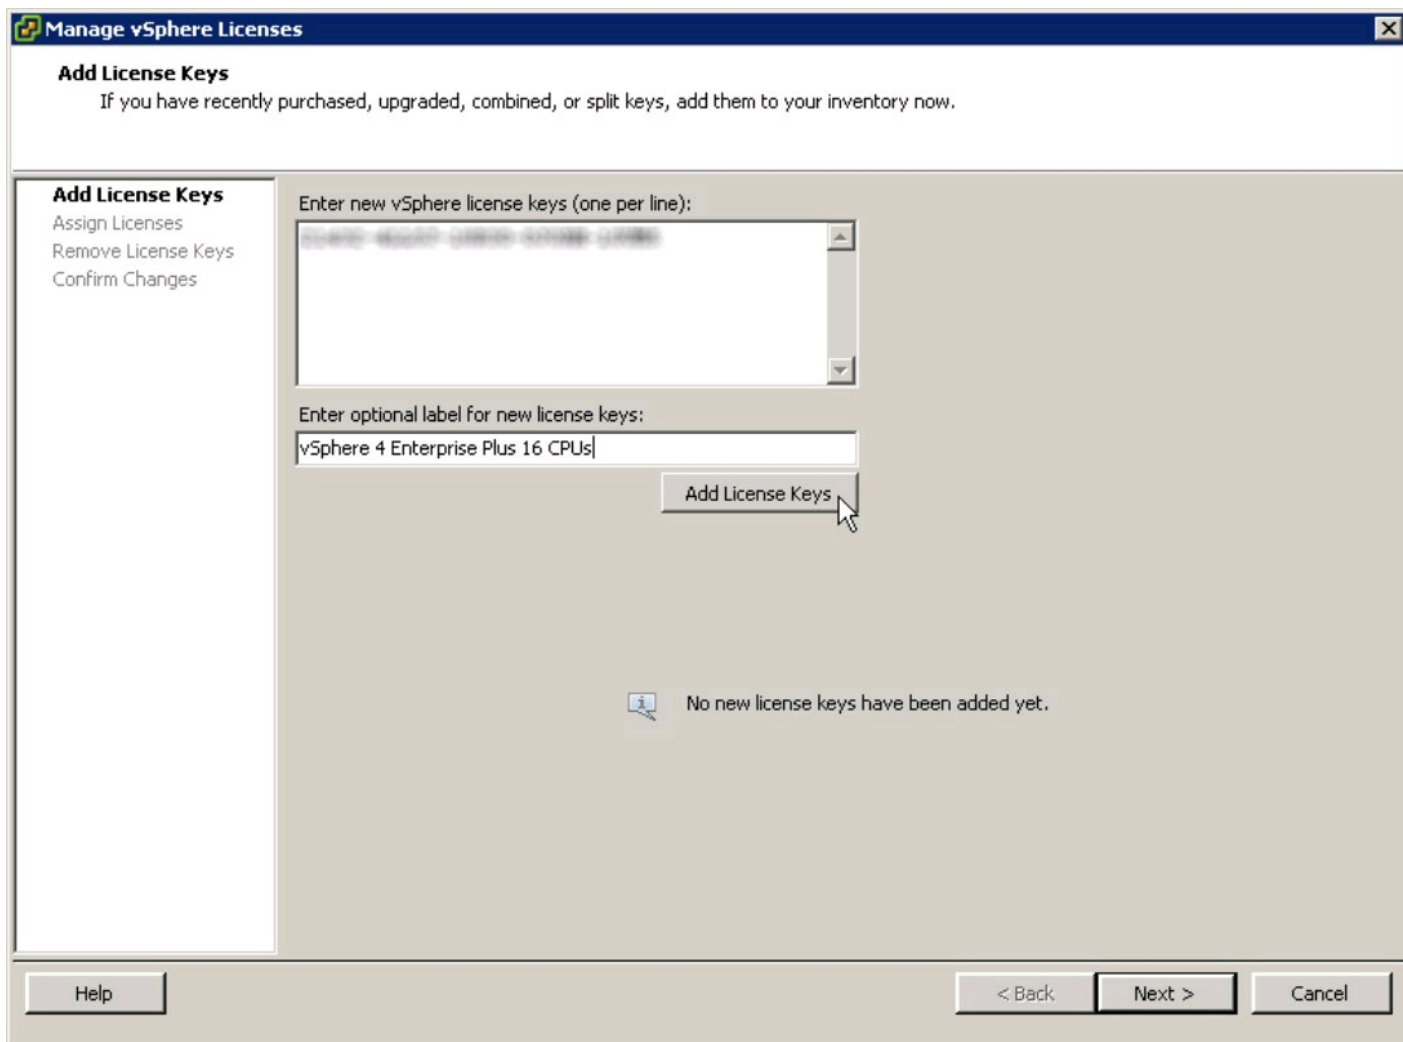 Manage vSphere Licenses
Add License Keys
If you have recently purchased, upgraded, combined, or split keys, add them to your inventory now.
Add License Keys
Assign Licenses
Remove License Keys
Confirm Changes
Enter new vSphere license keys (one per line):
Enter optional label for new license keys:
vSphere 4 Enterprise Plus 16 CPUs
Add License Keys
No new license keys have been added yet.
Help
< Back
Next >
Cancel